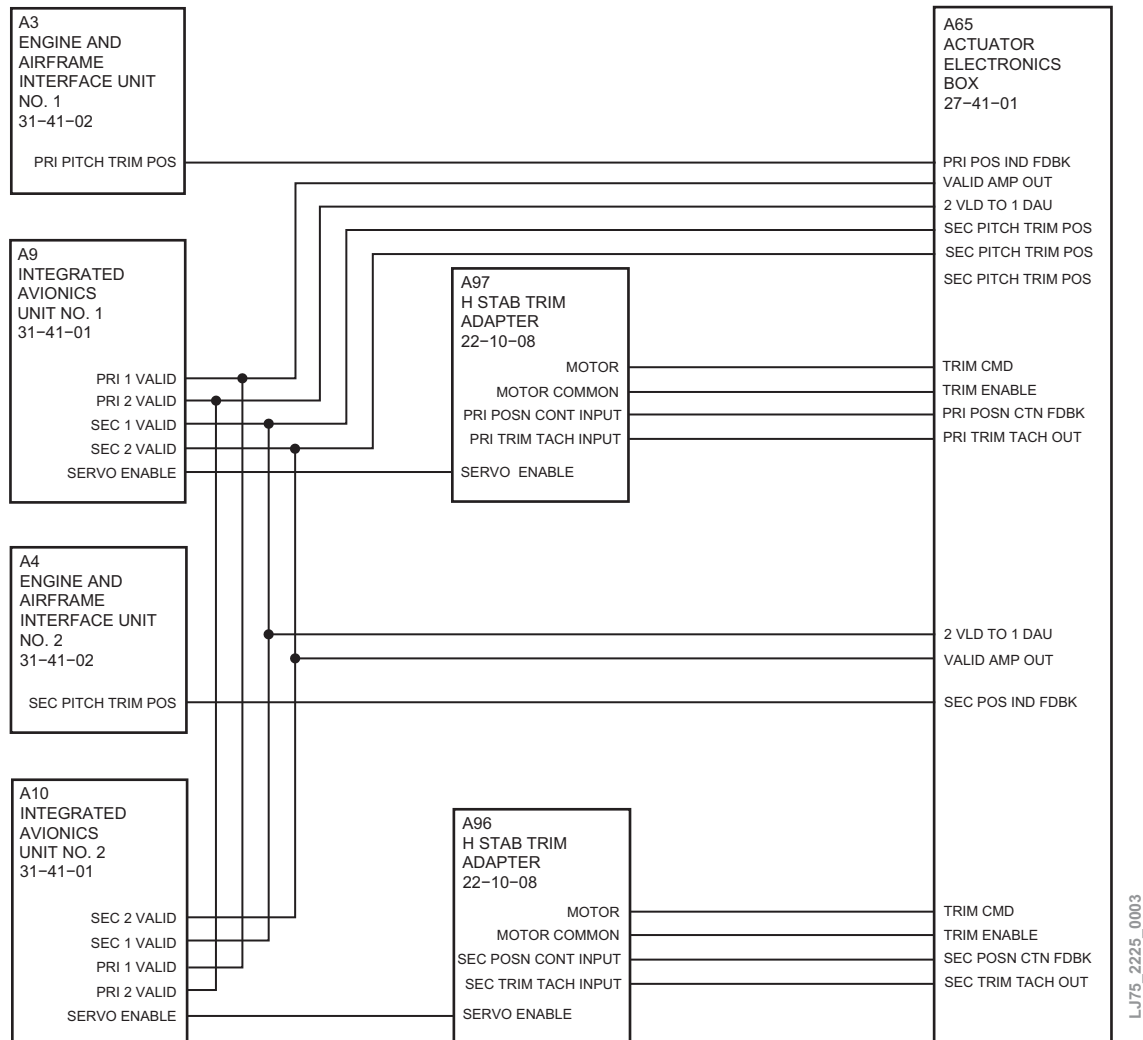 A3
ENGINE AND
AIRFRAME
INTERFACE UNIT
NO. 1
31−41−02
PRI PITCH TRIM POS
A9
INTEGRATED
AVIONICS
UNIT NO. 1
31−41−01
PRI 1 VALID
PRI 2 VALID
SEC 1 VALID
SEC 2 VALID
SERVO ENABLE
A4
ENGINE AND
AIRFRAME
INTERFACE UNIT
NO. 2
31−41−02
SEC PITCH TRIM POS
A10
INTEGRATED
AVIONICS
UNIT NO. 2
31−41−01
SEC 2 VALID
SEC 1 VALID
PRI 1 VALID
PRI 2 VALID
SERVO ENABLE
A97
H STAB TRIM
ADAPTER
22−10−08
MOTOR
MOTOR COMMON
PRI POSN CONT INPUT
PRI TRIM TACH INPUT
SERVO ENABLE
A96
H STAB TRIM
ADAPTER
22−10−08
MOTOR
MOTOR COMMON
SEC POSN CONT INPUT
SEC TRIM TACH INPUT
SERVO ENABLE
A65
ACTUATOR
ELECTRONICS
BOX
27−41−01
PRI POS IND FDBK
VALID AMP OUT
2 VLD TO 1 DAU
SEC PITCH TRIM POS
SEC PITCH TRIM POS
SEC PITCH TRIM POS
TRIM CMD
TRIM ENABLE
PRI POSN CTN FDBK
PRI TRIM TACH OUT
2 VLD TO 1 DAU
VALID AMP OUT
SEC POS IND FDBK
TRIM CMD
TRIM ENABLE
SEC POSN CTN FDBK
SEC TRIM TACH OUT
LJ75_2225_0003